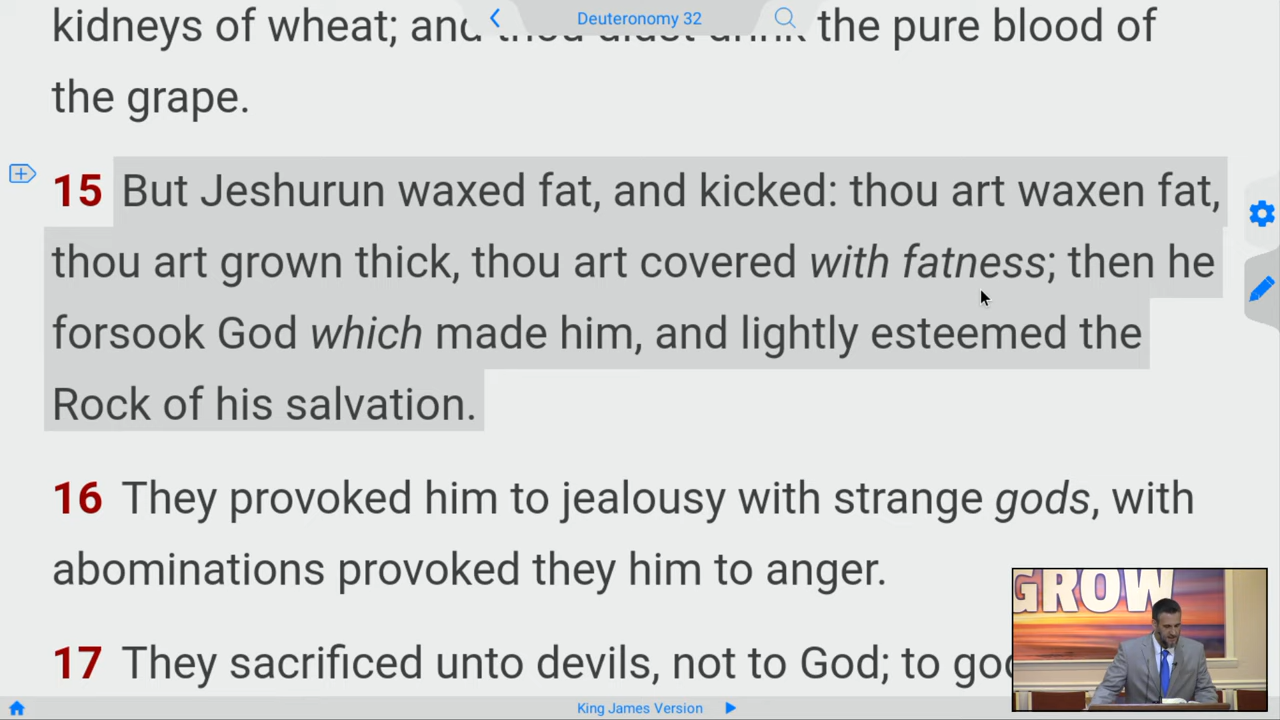 Deuteronomy 32
kidneys of wheat; and thou didst drink the pure blood of
the grape.
15 But Jeshurun waxed fat, and kicked: thou art waxen fat,
thou art grown thick, thou art covered with fatness; then he
forsook God which made him, and lightly esteemed the
Rock of his salvation.
16 They provoked him to jealousy with strange gods, with
abominations provoked they him to anger.
17 They sacrificed unto devils, not to God; to
GROW
King James Version